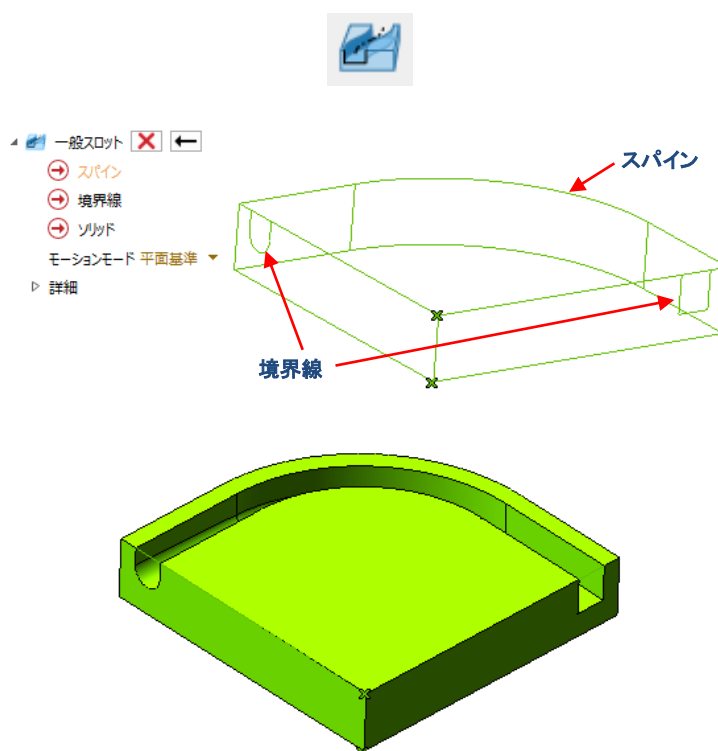 一般スロット
スパイン
スパイン
境界線
ソリッド
モーションモード 平面基準
詳細
境界線